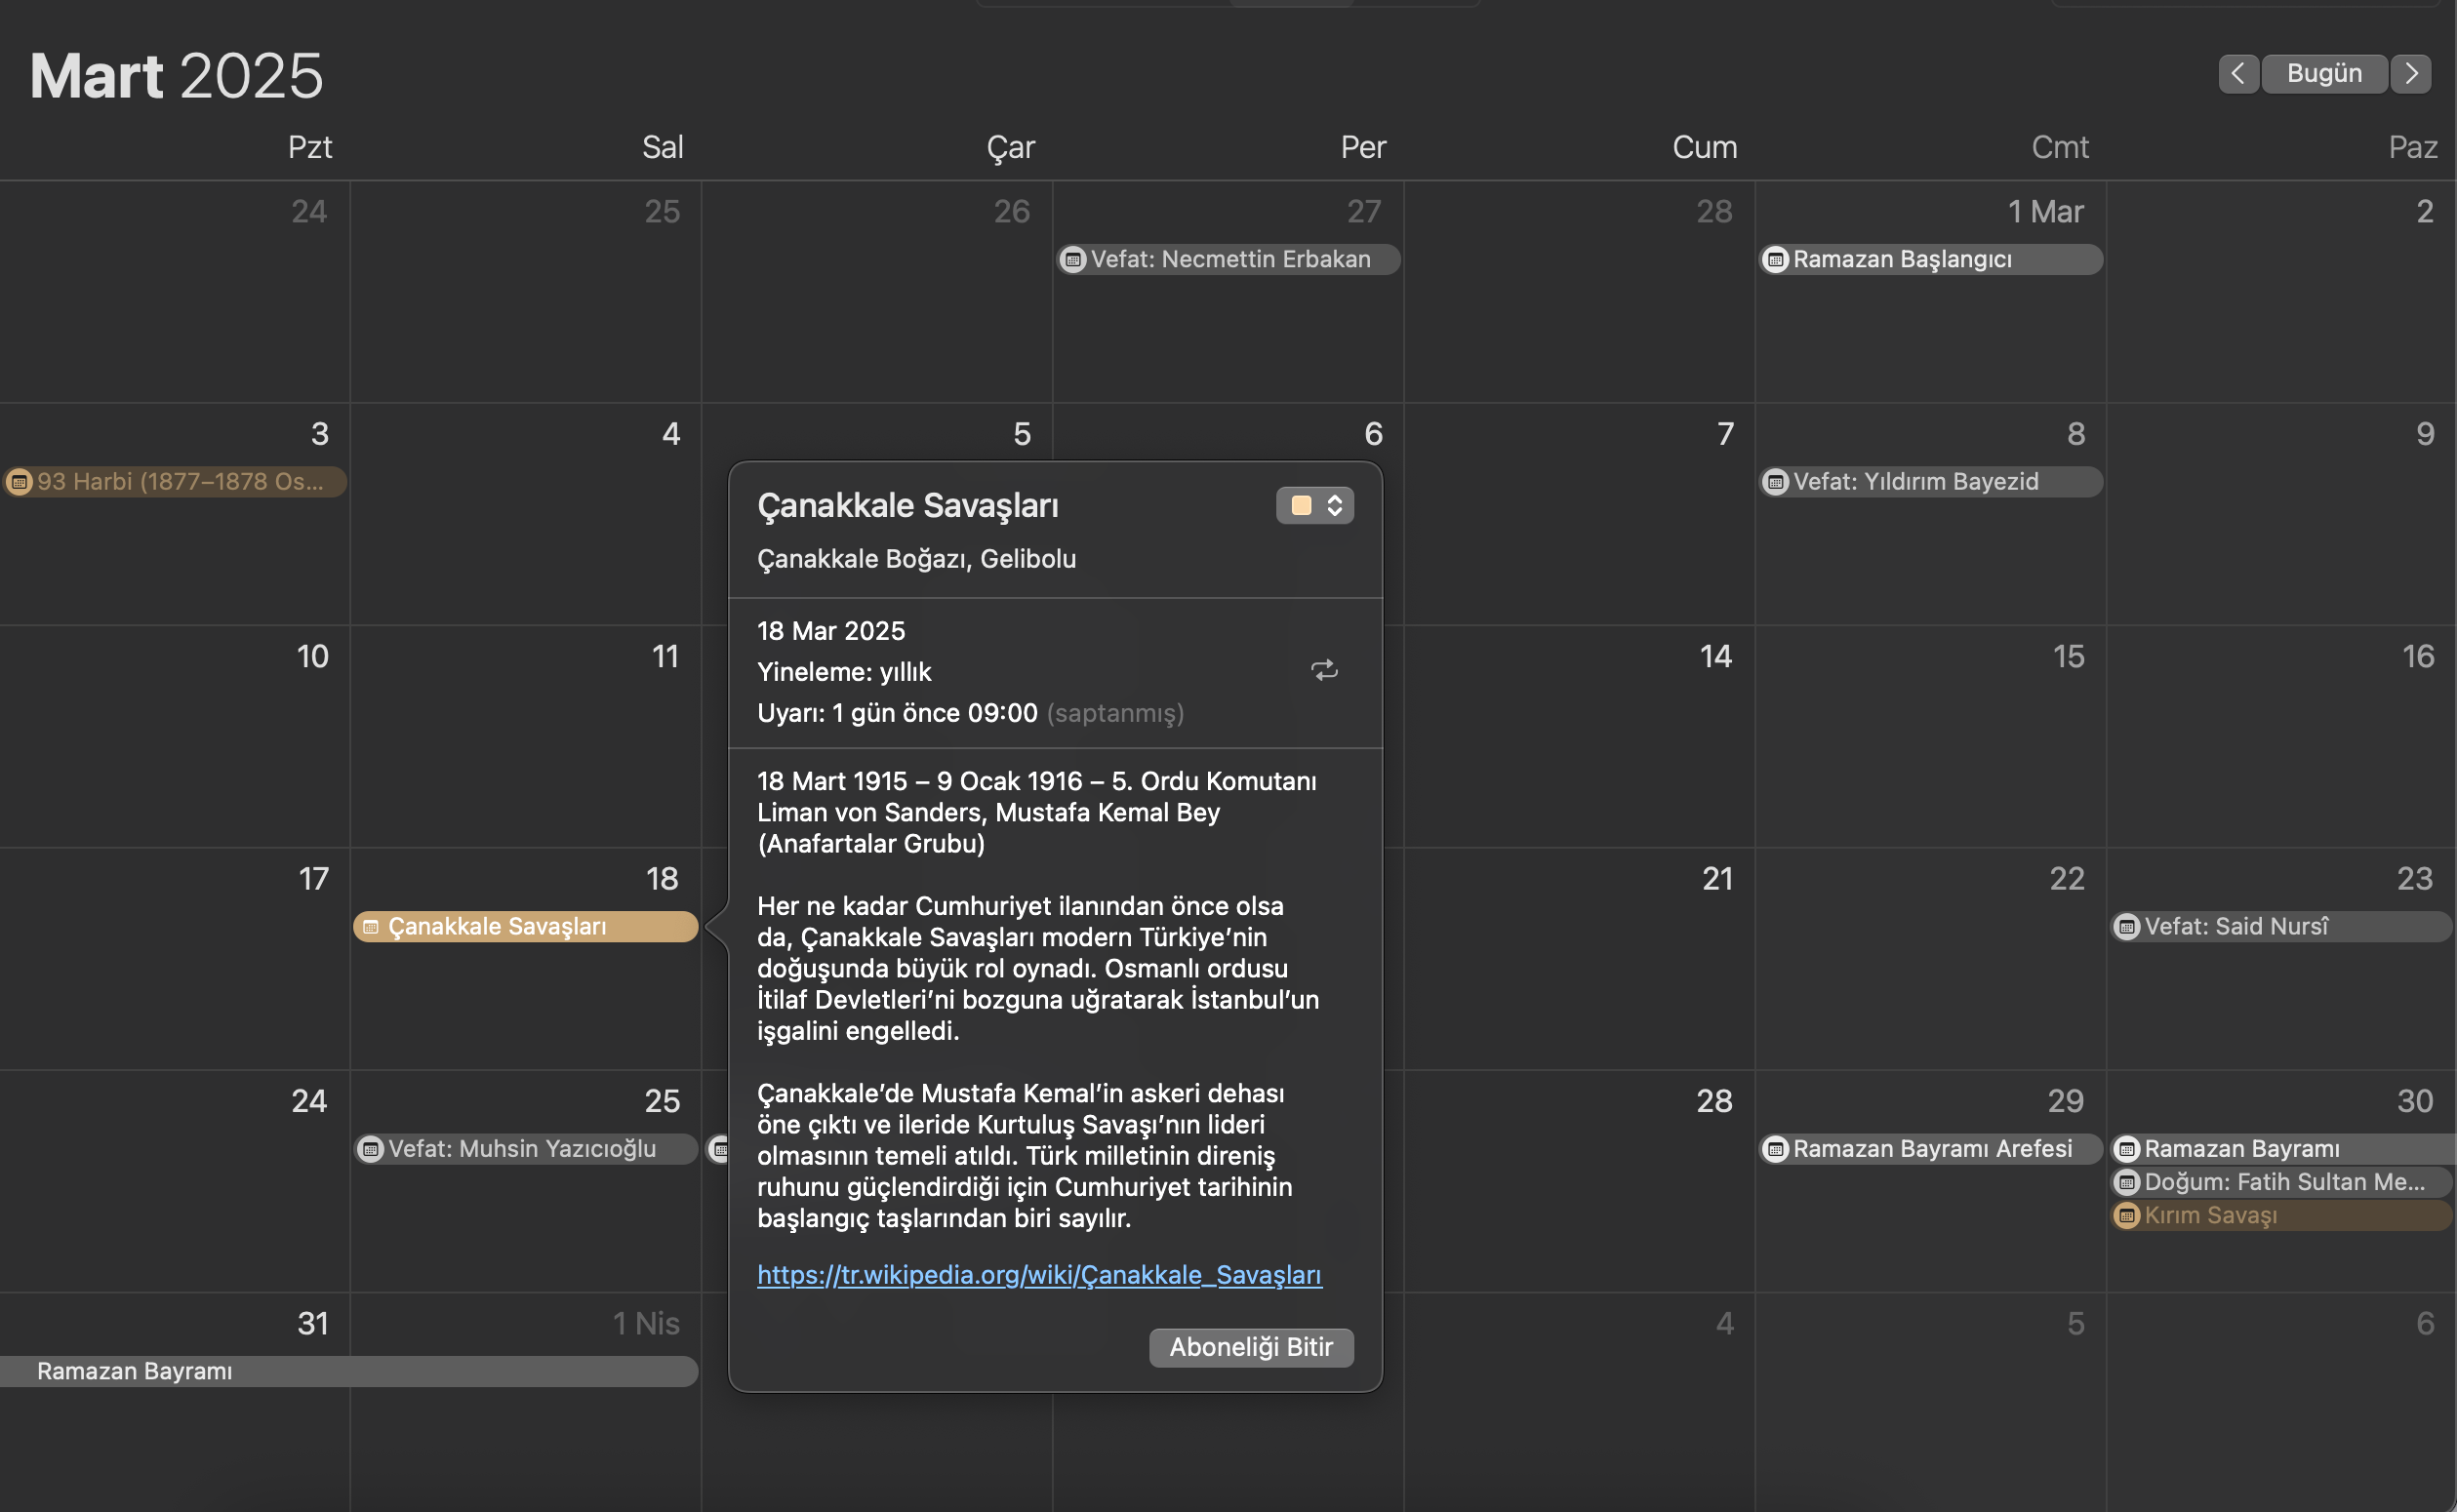 Mart 2025
Bugün
Pzt
Sal
Çar
Per
Cum
Cmt
Paz
24
25
26
27
28
1 Mar
2
Vefat: Necmettin Erbakan
Ramazan Başlangıcı
3
4
5
6
7
8
9
93 Harbi (1877–1878 Os...
Vefat: Yıldırım Bayezid
Çanakkale Savaşları
Çanakkale Boğazı, Gelibolu
18 Mar 2025
Yineleme: yıllık
Uyarı: 1 gün önce 09:00 (saptanmış)
18 Mart 1915 – 9 Ocak 1916 – 5. Ordu Komutanı
Liman von Sanders, Mustafa Kemal Bey
(Anafartalar Grubu)
Her ne kadar Cumhuriyet ilanından önce olsa
da, Çanakkale Savaşları modern Türkiye’nin
doğuşunda büyük rol oynadı. Osmanlı ordusu
İtilaf Devletleri’ni bozguna uğratarak İstanbul’un
işgalini engelledi.
Çanakkale’de Mustafa Kemal’in askeri dehası
öne çıktı ve ileride Kurtuluş Savaşı’nın lideri
olmasının temeli atıldı. Türk milletinin direniş
ruhunu güçlendirdiği için Cumhuriyet tarihinin
başlangıç taşlarından biri sayılır.
https://tr.wikipedia.org/wiki/Çanakkale_Savaşları
Aboneliği Bitir
10
11
14
15
16
17
18
21
22
23
Çanakkale Savaşları
Vefat: Said Nursî
24
25
28
29
30
Vefat: Muhsin Yazıcıoğlu
Ramazan Bayramı Arefesi
Ramazan Bayramı
Doğum: Fatih Sultan Me...
Kırım Savaşı
31
1 Nis
4
5
6
Ramazan Bayramı